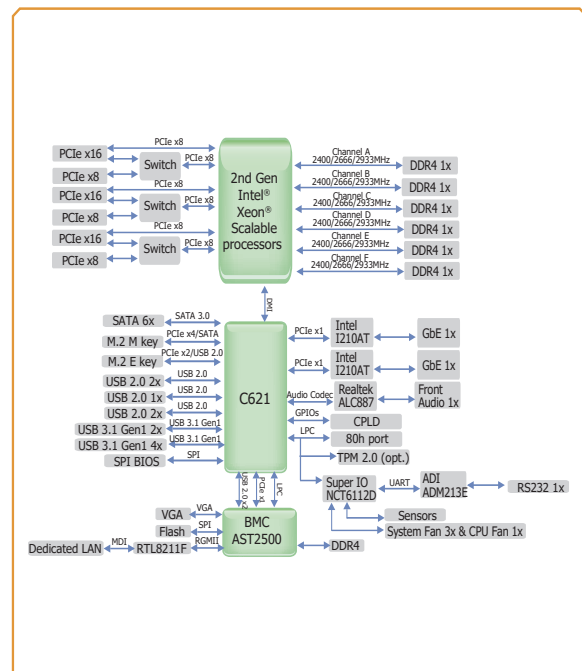 PCIe x8
PCIe x16
Switch
PCIe x8
PCIe x8
PCIe x8
PCIe x16
Switch
PCIe x8
PCIe x8
PCIe x8
PCIe x16
Switch
PCIe x8
PCIe x8
2nd Gen
Intel®
Xeon®
Scalable
processors
Channel A
2400/2666/2933MHz
DDR4 1x
Channel B
2400/2666/2933MHz
DDR4 1x
Channel C
2400/2666/2933MHz
DDR4 1x
Channel D
2400/2666/2933MHz
DDR4 1x
Channel E
2400/2666/2933MHz
DDR4 1x
Channel F
2400/2666/2933MHz
DDR4 1x
DMI
SATA 6x
SATA 3.0
M.2 M key
PCIe x4/SATA
M.2 E key
PCIe x2/USB 2.0
USB 2.0 2x
USB 2.0
USB 2.0 1x
USB 2.0
USB 2.0 2x
USB 2.0
USB 3.1 Gen1 2x
USB 3.1 Gen1
USB 3.1 Gen1 4x
USB 3.1 Gen1
SPI BIOS
SPI
C621
PCIe x1
Intel
I210AT
GbE 1x
PCIe x1
Intel
I210AT
GbE 1x
Audio Codec
Realtek
ALC887
Front
Audio 1x
GPIOs
CPLD
LPC
80h port
TPM 2.0 (opt.)
Super IO
NCT6112D
UART
ADI
ADM213E
RS232 1x
Sensors
System Fan 3x & CPU Fan 1x
USB 2.0 x2
PCIe x1
LPC
VGA
VGA
Flash
SPI
Dedicated LAN
MDI
RTL8211F
RGMII
BMC
AST2500
DDR4